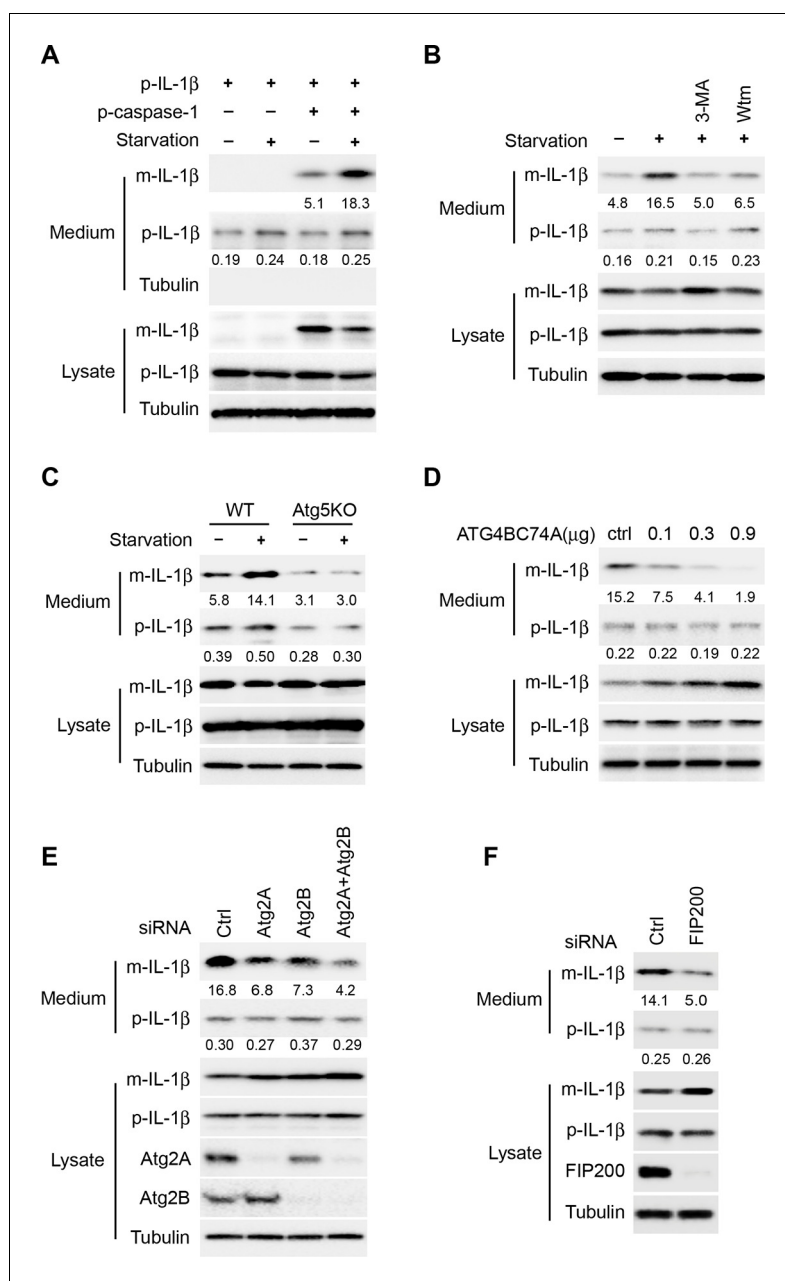 A
p-IL-1β + + + +
p-caspase-1 – – + +
Starvation – + – +
Medium
m-IL-1β
5.1 18.3
p-IL-1β
0.19 0.24 0.18 0.25
Tubulin
Lysate
m-IL-1β
p-IL-1β
Tubulin
B
3-MA Wtm
Starvation – + + +
Medium
m-IL-1β
4.8 16.5 5.0 6.5
p-IL-1β
0.16 0.21 0.15 0.23
Lysate
m-IL-1β
p-IL-1β
Tubulin
C
WT Atg5KO
Starvation – + – +
Medium
m-IL-1β
5.8 14.1 3.1 3.0
p-IL-1β
0.39 0.50 0.28 0.30
Lysate
m-IL-1β
p-IL-1β
Tubulin
D
ATG4BC74A(μg) ctrl 0.1 0.3 0.9
Medium
m-IL-1β
15.2 7.5 4.1 1.9
p-IL-1β
0.22 0.22 0.19 0.22
Lysate
m-IL-1β
p-IL-1β
Tubulin
E
siRNA Ctrl Atg2A Atg2B Atg2A+Atg2B
Medium
m-IL-1β
16.8 6.8 7.3 4.2
p-IL-1β
0.30 0.27 0.37 0.29
Lysate
m-IL-1β
p-IL-1β
Atg2A
Atg2B
Tubulin
F
siRNA Ctrl FIP200
Medium
m-IL-1β
14.1 5.0
p-IL-1β
0.25 0.26
Lysate
m-IL-1β
p-IL-1β
FIP200
Tubulin